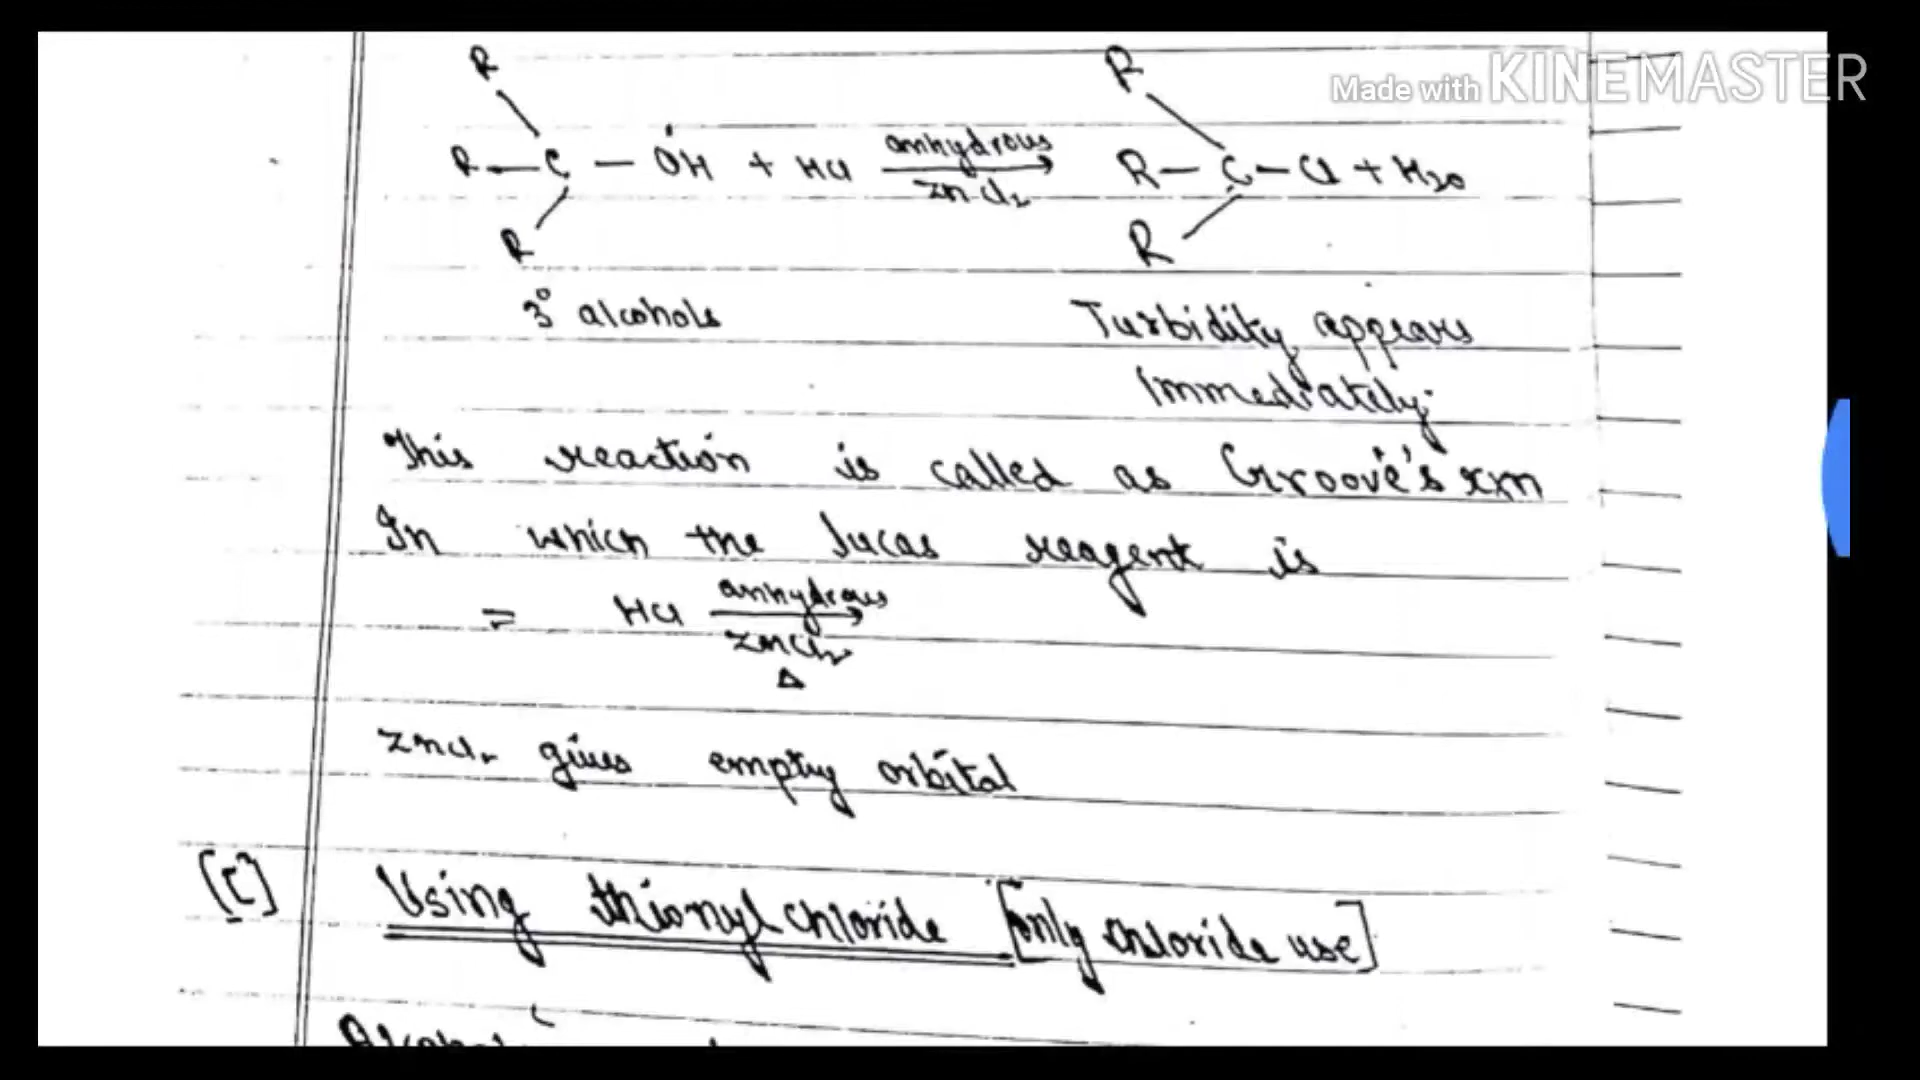 Made with KINEMASTER
R R
R – C – OH + HCl anhydrous ZnCl2 R – C – Cl + H2O
R R
3° alcohols Turbidity appears
immediately.
This reaction is called as Groove's rxn
In which the lucas reagent is
= HCl anhydrous
ZnCl2
Δ
ZnCl2 gives empty orbital
[C] Using thionyl chloride [only chloride use]